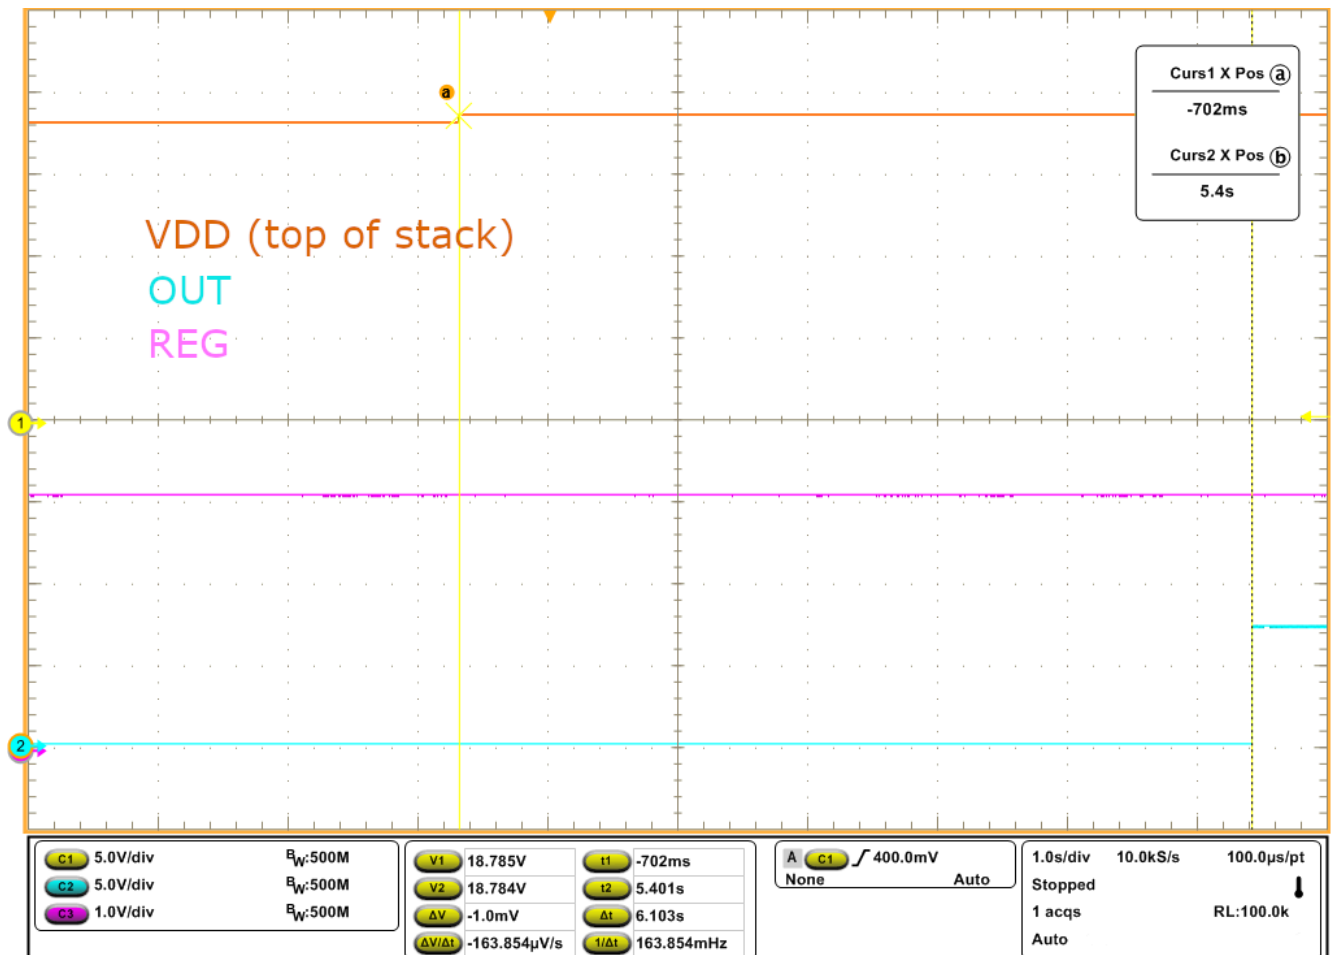 a
Curs1 X Pos a
-702ms
Curs2 X Pos b
5.4s
VDD (top of stack)
OUT
REG
1
2
C1 5.0V/div BW:500M
C2 5.0V/div BW:500M
C3 1.0V/div BW:500M
V1 18.785V t1 -702ms
V2 18.784V t2 5.401s
ΔV -1.0mV Δt 6.103s
ΔV/Δt -163.854µV/s 1/Δt 163.854mHz
A C1 400.0mV
None Auto
1.0s/div 10.0kS/s 100.0µs/pt
Stopped
1 acqs RL:100.0k
Auto